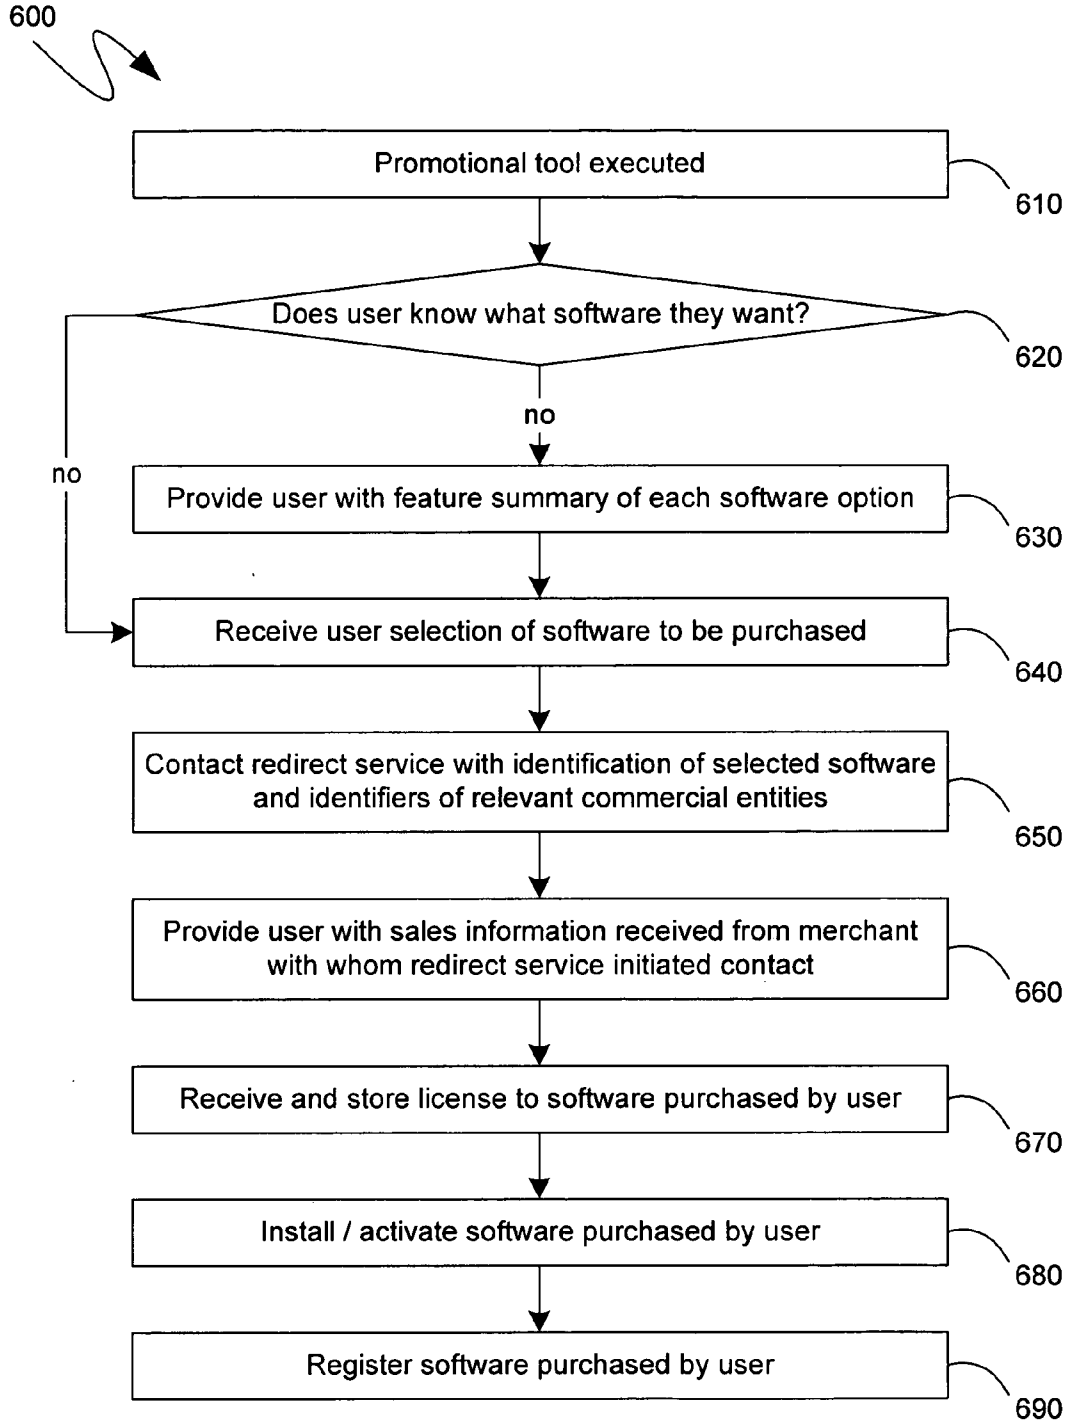 600
Promotional tool executed
610
Does user know what software they want?
620
no
no
Provide user with feature summary of each software option
630
Receive user selection of software to be purchased
640
Contact redirect service with identification of selected software
and identifiers of relevant commercial entities
650
Provide user with sales information received from merchant
with whom redirect service initiated contact
660
Receive and store license to software purchased by user
670
Install / activate software purchased by user
680
Register software purchased by user
690